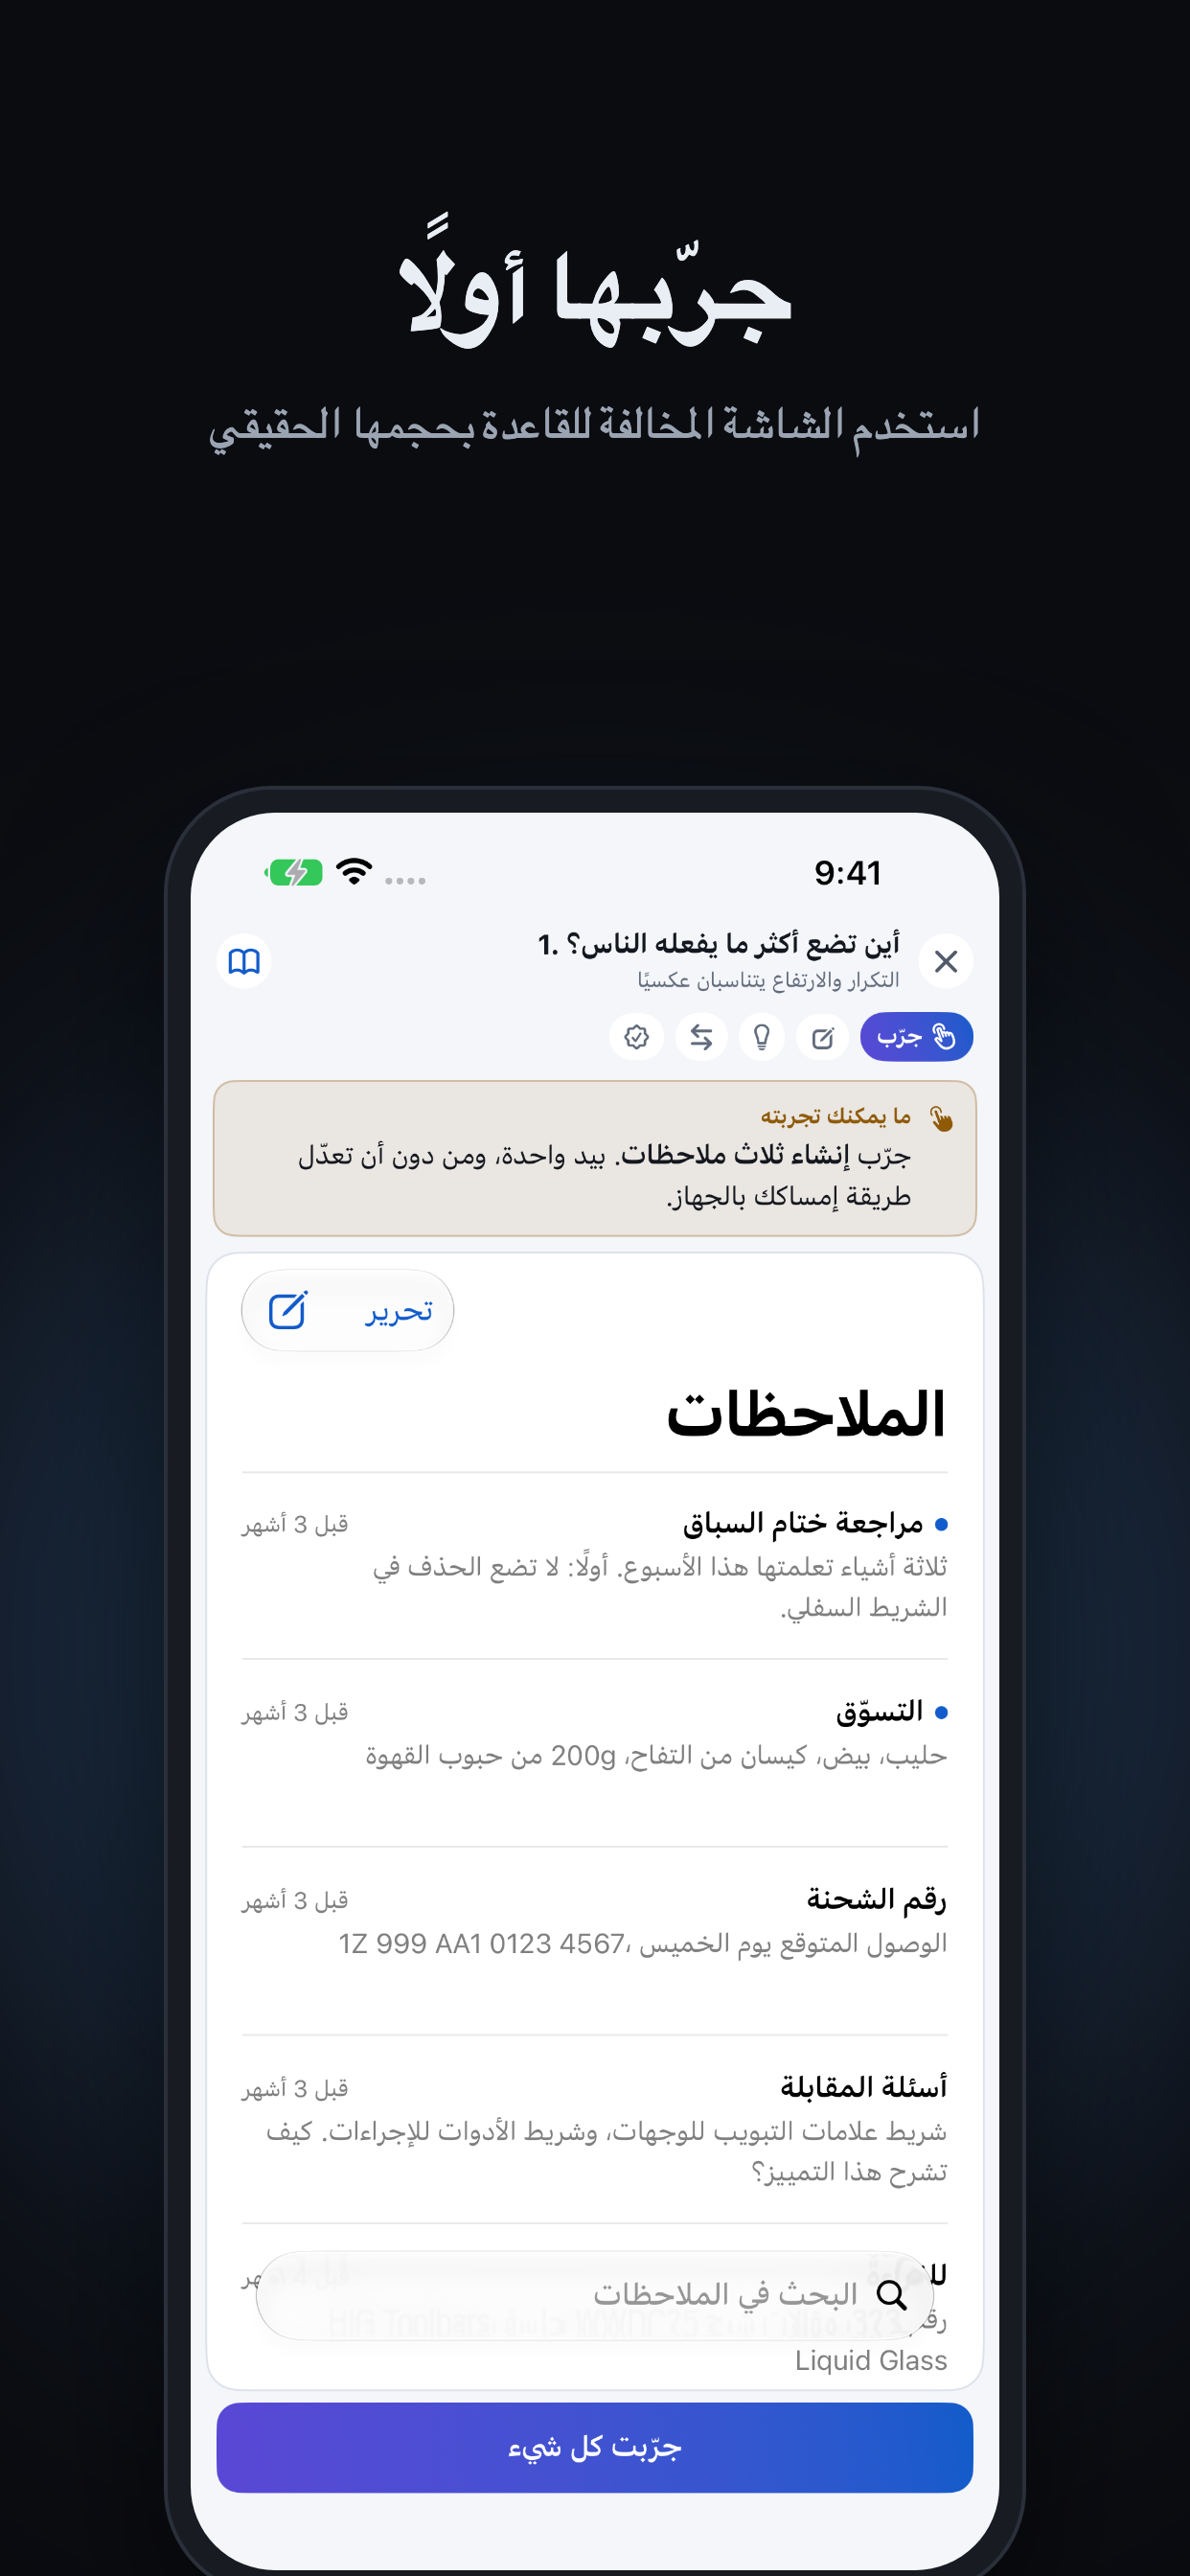 جرّبها أولًا
استخدم الشاشة المخالفة للقاعدة بحجمها الحقيقي
9:41
أين تضع أكثر ما يفعله الناس؟ .1
التكرار والارتفاع يتناسبان عكسيًا
جرّب
ما يمكنك تجربته
جرّب إنشاء ثلاث ملاحظات. بيد واحدة، ومن دون أن تعدّل
طريقة إمساكك بالجهاز.
تحرير
الملاحظات
مراجعة ختام السباق
قبل 3 أشهر
ثلاثة أشياء تعلمتها هذا الأسبوع. أولًا: لا تضع الحذف في
الشريط السفلي.
التسوّق
قبل 3 أشهر
حليب، بيض، كيسان من التفاح، 200g من حبوب القهوة
رقم الشحنة
قبل 3 أشهر
الوصول المتوقع يوم الخميس ،1Z 999 AA1 0123 4567
أسئلة المقابلة
قبل 3 أشهر
شريط علامات التبويب للوجهات، وشريط الأدوات للإجراءات. كيف
تشرح هذا التمييز؟
البحث في الملاحظات
Liquid Glass
جرّبت كل شيء